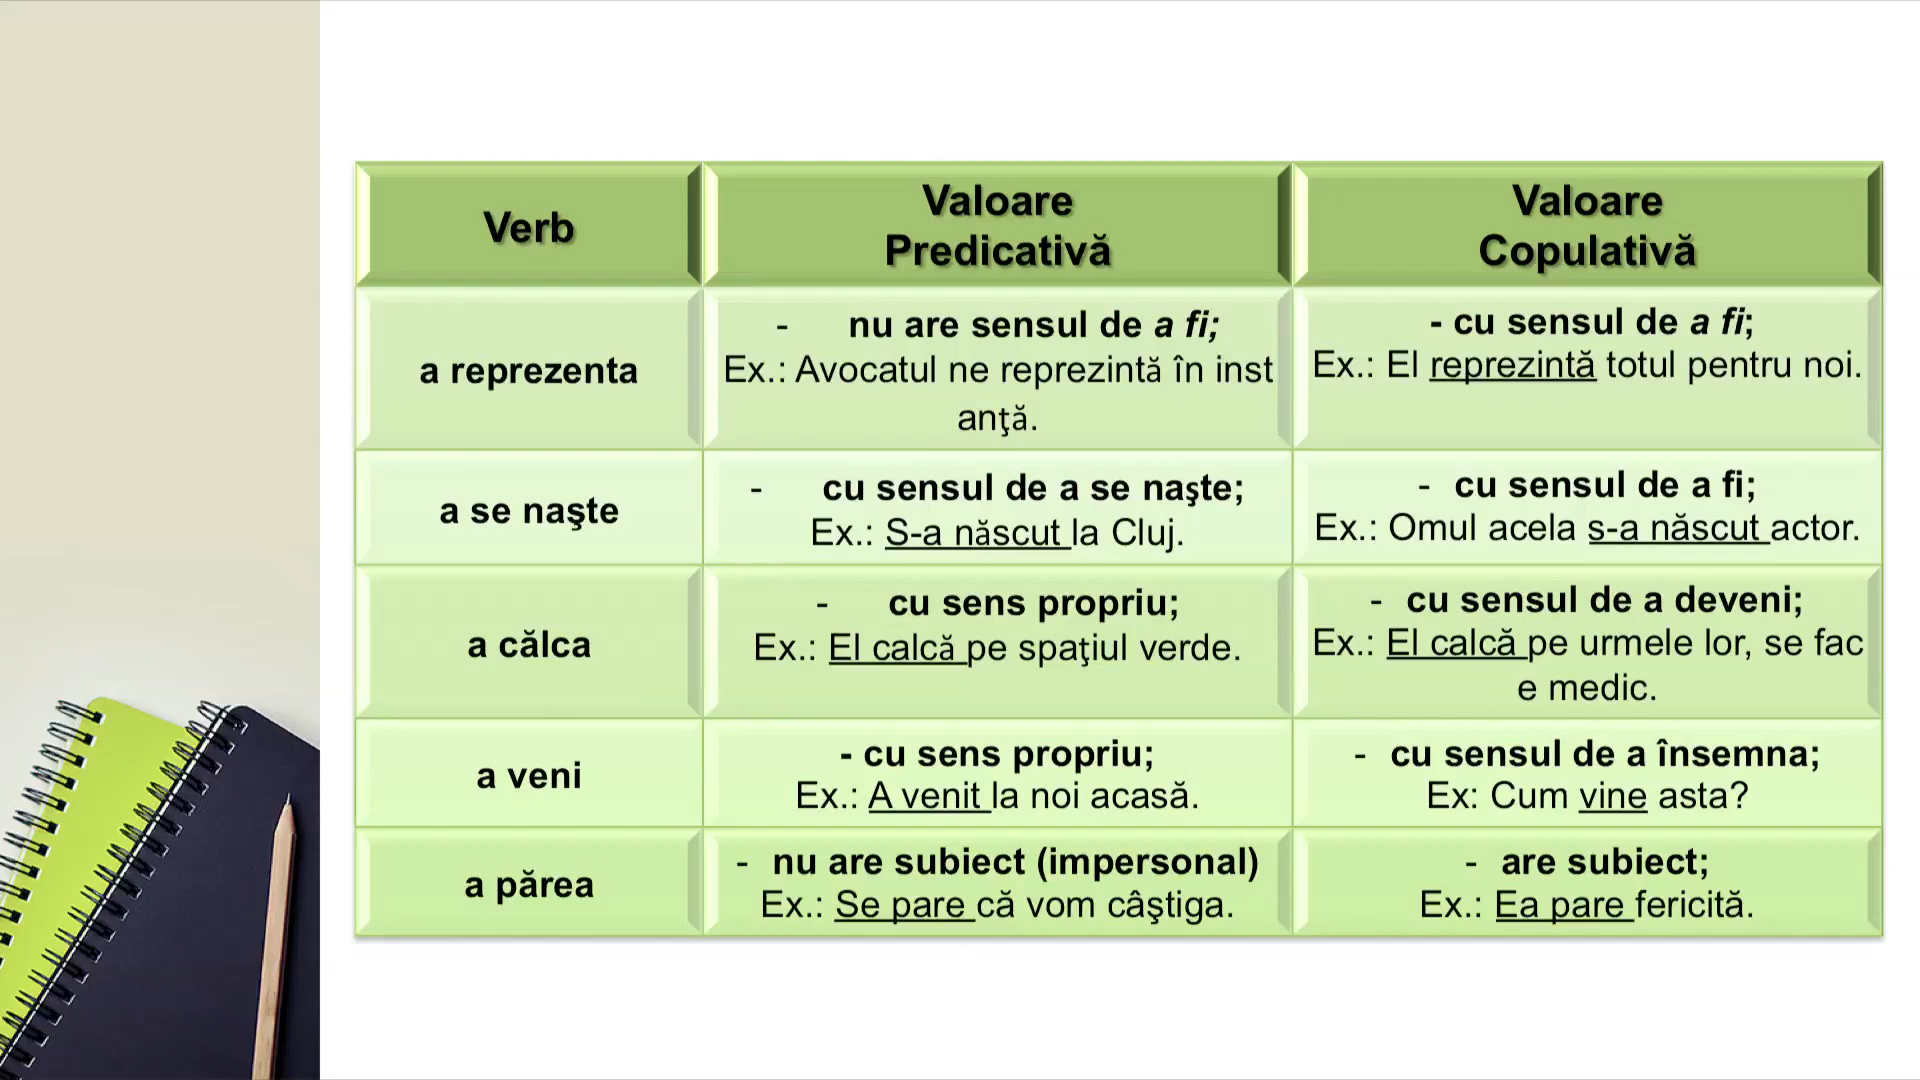 Verb
Valoare
Predicativă
Valoare
Copulativă
a reprezenta
- nu are sensul de a fi;
Ex.: Avocatul ne reprezintă în inst
anţă.
- cu sensul de a fi;
Ex.: El reprezintă totul pentru noi.
a se naşte
- cu sensul de a se naşte;
Ex.: S-a născut la Cluj.
- cu sensul de a fi;
Ex.: Omul acela s-a născut actor.
a călca
- cu sens propriu;
Ex.: El calcă pe spaţiul verde.
- cu sensul de a deveni;
Ex.: El calcă pe urmele lor, se fac
e medic.
a veni
- cu sens propriu;
Ex.: A venit la noi acasă.
- cu sensul de a însemna;
Ex: Cum vine asta?
a părea
- nu are subiect (impersonal)
Ex.: Se pare că vom câştiga.
- are subiect;
Ex.: Ea pare fericită.